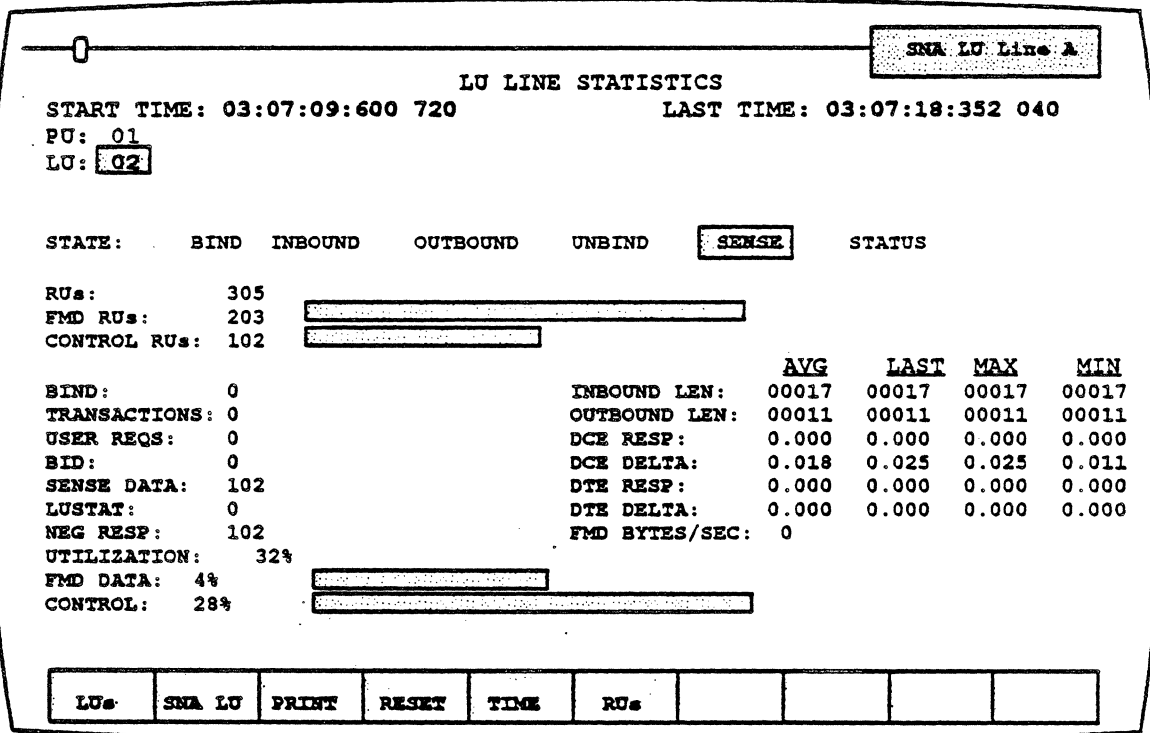 SNA LU Line A
LU LINE STATISTICS
START TIME: 03:07:09:600 720 LAST TIME: 03:07:18:352 040
PU: 01
LU: 02
STATE: BIND INBOUND OUTBOUND UNBIND SENSE STATUS
RUs: 305
FMD RUs: 203
CONTROL RUs: 102
AVG LAST MAX MIN
BIND: 0 INBOUND LEN: 00017 00017 00017 00017
TRANSACTIONS: 0 OUTBOUND LEN: 00011 00011 00011 00011
USER REQS: 0 DCE RESP: 0.000 0.000 0.000 0.000
BID: 0 DCE DELTA: 0.018 0.025 0.025 0.011
SENSE DATA: 102 DTE RESP: 0.000 0.000 0.000 0.000
LUSTAT: 0 DTE DELTA: 0.000 0.000 0.000 0.000
NEG RESP: 102 FMD BYTES/SEC: 0
UTILIZATION: 32%
FMD DATA: 4%
CONTROL: 28%
LUs SNA LU PRINT RESET TIME RUs